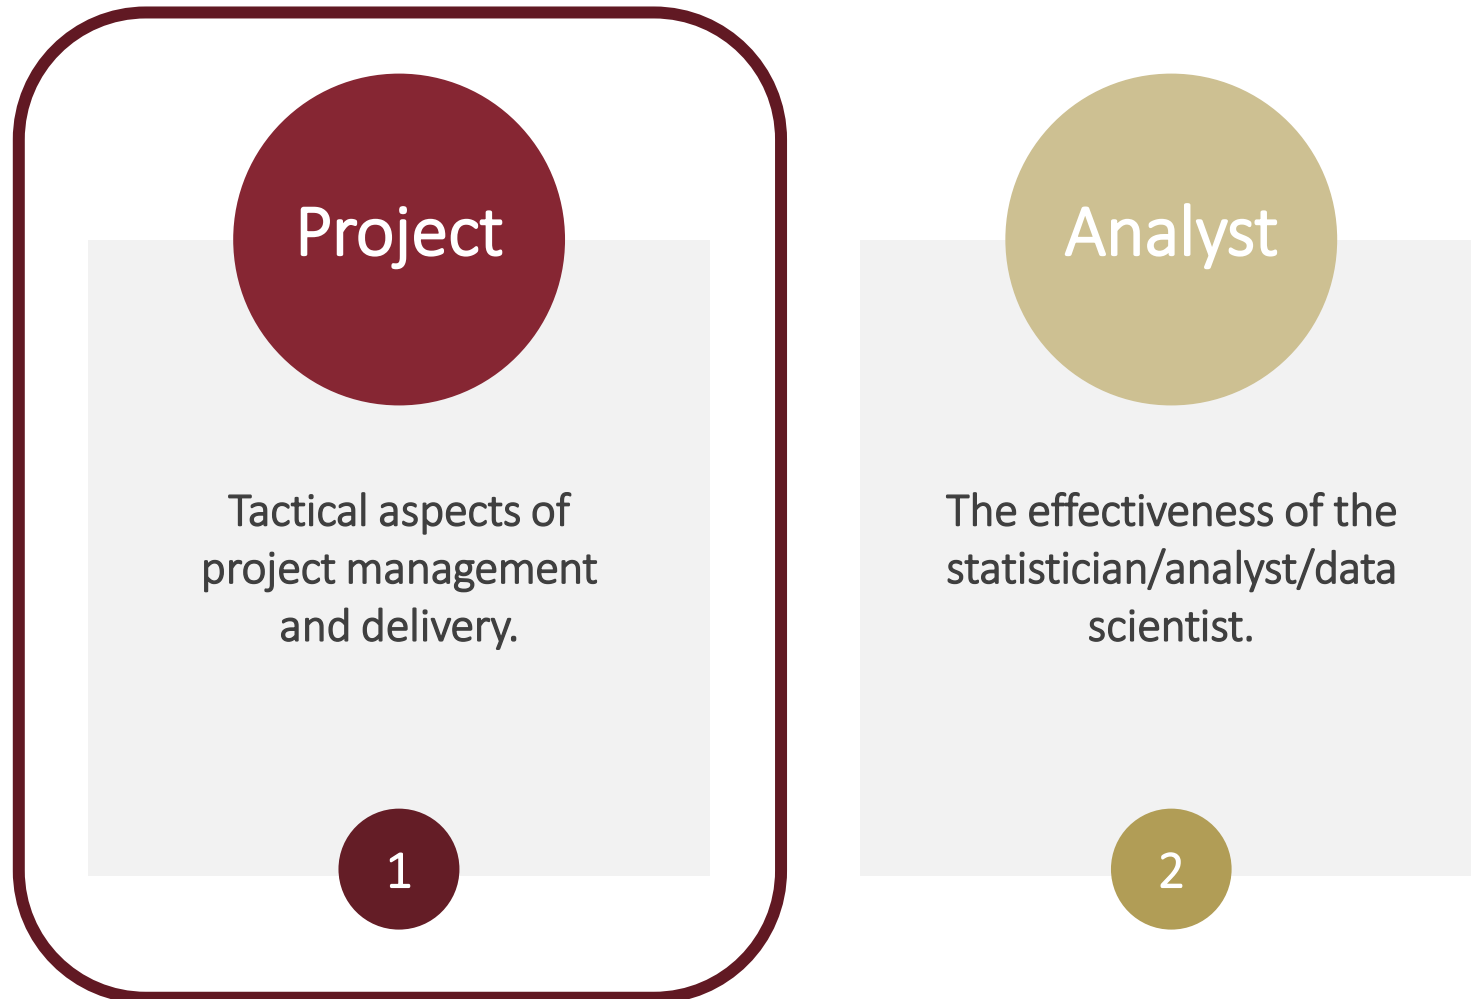 Project
Tactical aspects of
project management
and delivery.
1
Analyst
The effectiveness of the
statistician/analyst/data
scientist.
2